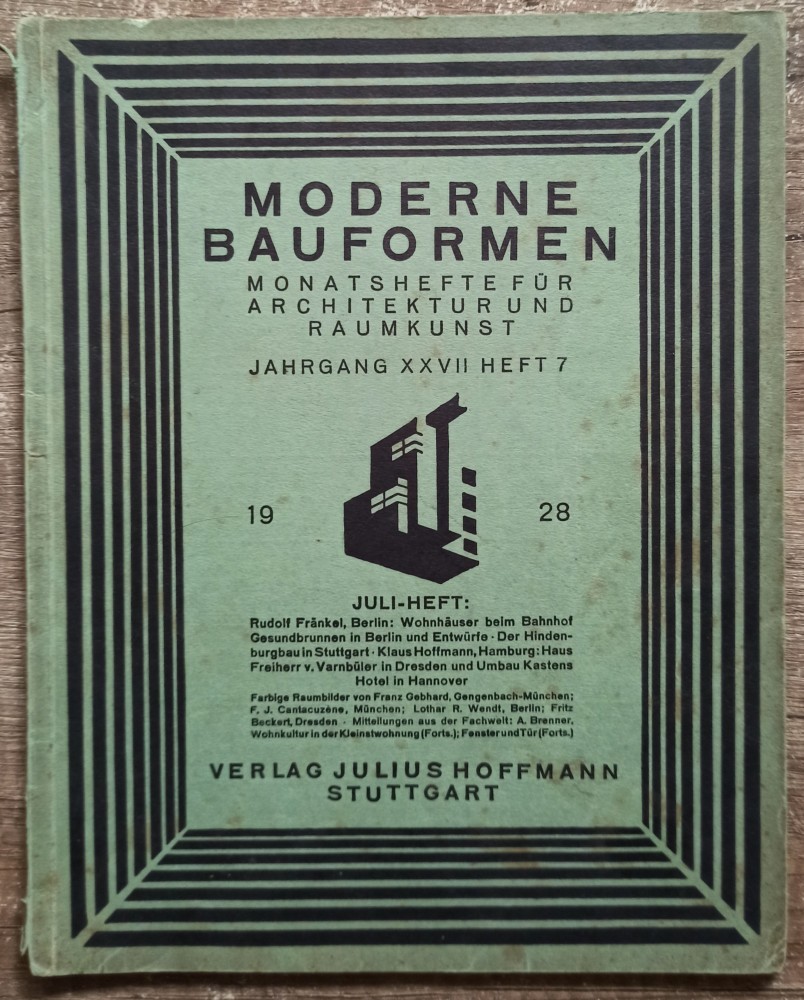 MODERNE
BAUFORMEN
MONATSHEFTE FÜR
ARCHITEKTUR UND
RAUMKUNST
JAHRGANG XXVII HEFT 7
19 28
JULI-HEFT:
Rudolf Fränkel, Berlin: Wohnhäuser beim Bahnhof
Gesundbrunnen in Berlin und Entwürfe · Der Hinden-
burgbau in Stuttgart · Klaus Hoffmann, Hamburg: Haus
Freiherr v. Varnbüler in Dresden und Umbau Kastens
Hotel in Hannover
Farbige Raumbilder von Franz Gebhard, Gengenbach-München;
F. J. Cantacuzène, München; Lothar R. Wendt, Berlin; Fritz
Beckert, Dresden · Mitteilungen aus der Fachwelt: A. Brenner,
Wohnkultur in der Kleinstwohnung (Forts.); Fenster und Tür (Forts.)
VERLAG JULIUS HOFFMANN
STUTTGART